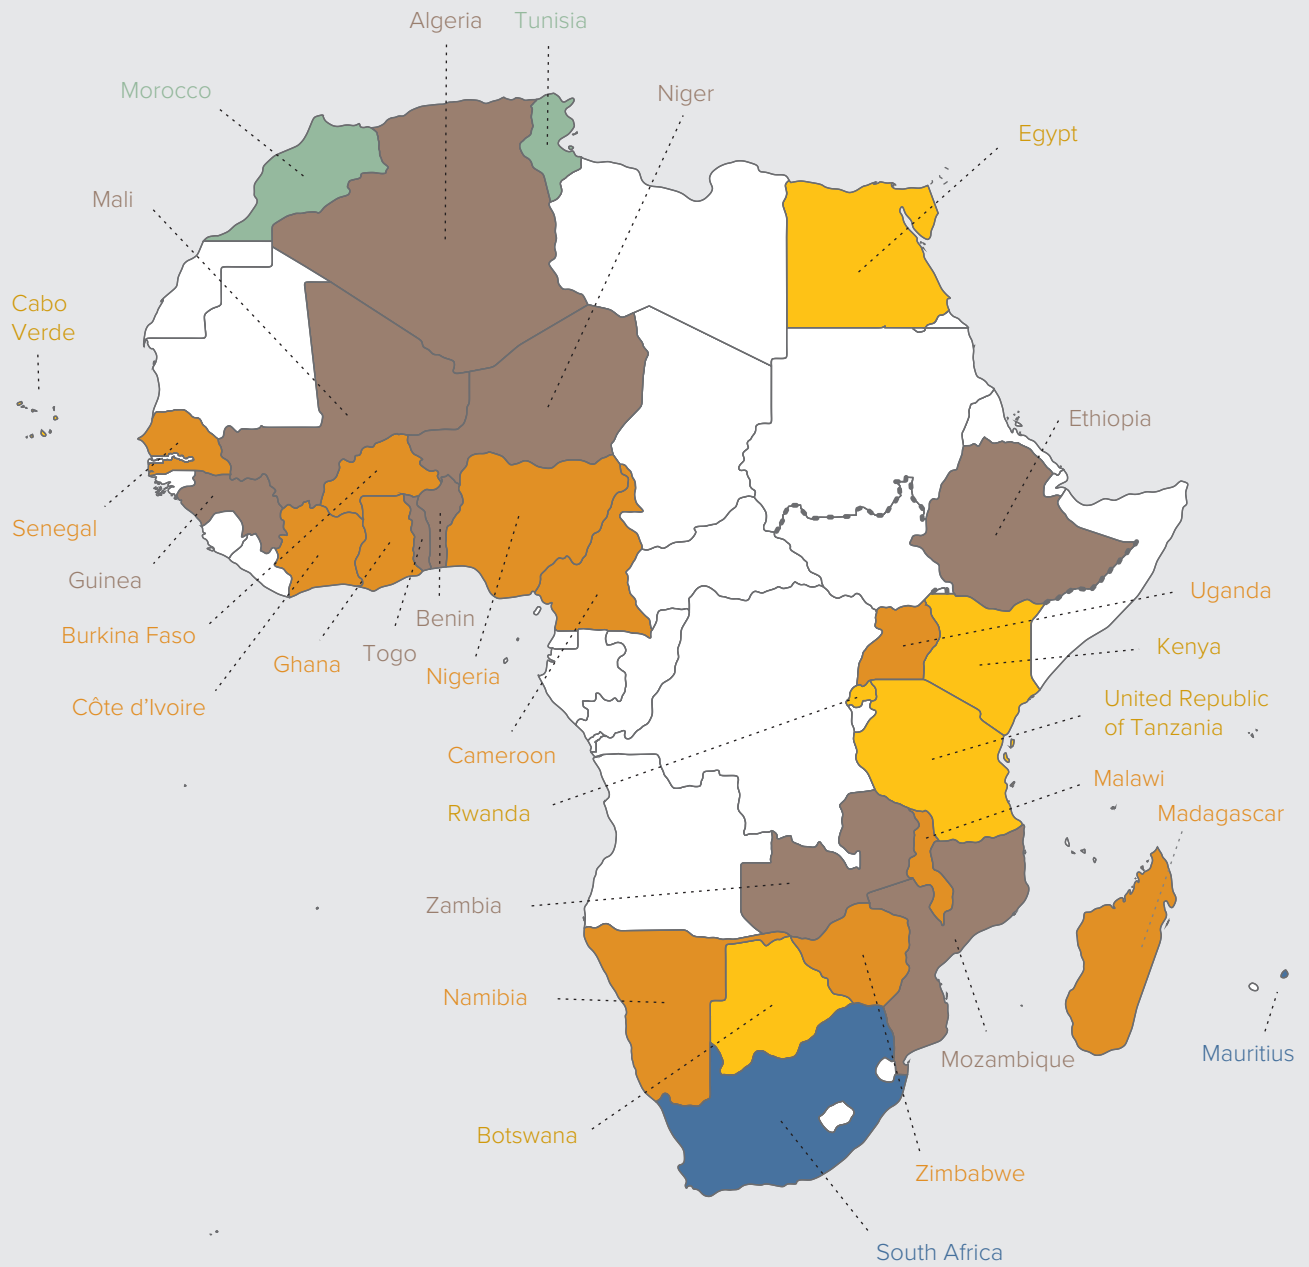 Algeria
Tunisia
Morocco
Niger
Egypt
Mali
Cabo
Verde
Ethiopia
Senegal
Guinea
Uganda
Benin
Burkina Faso
Kenya
Togo
Ghana
Nigeria
United Republic
of Tanzania
Côte d’Ivoire
Cameroon
Malawi
Rwanda
Madagascar
Zambia
Namibia
Mozambique
Mauritius
Botswana
Zimbabwe
South Africa